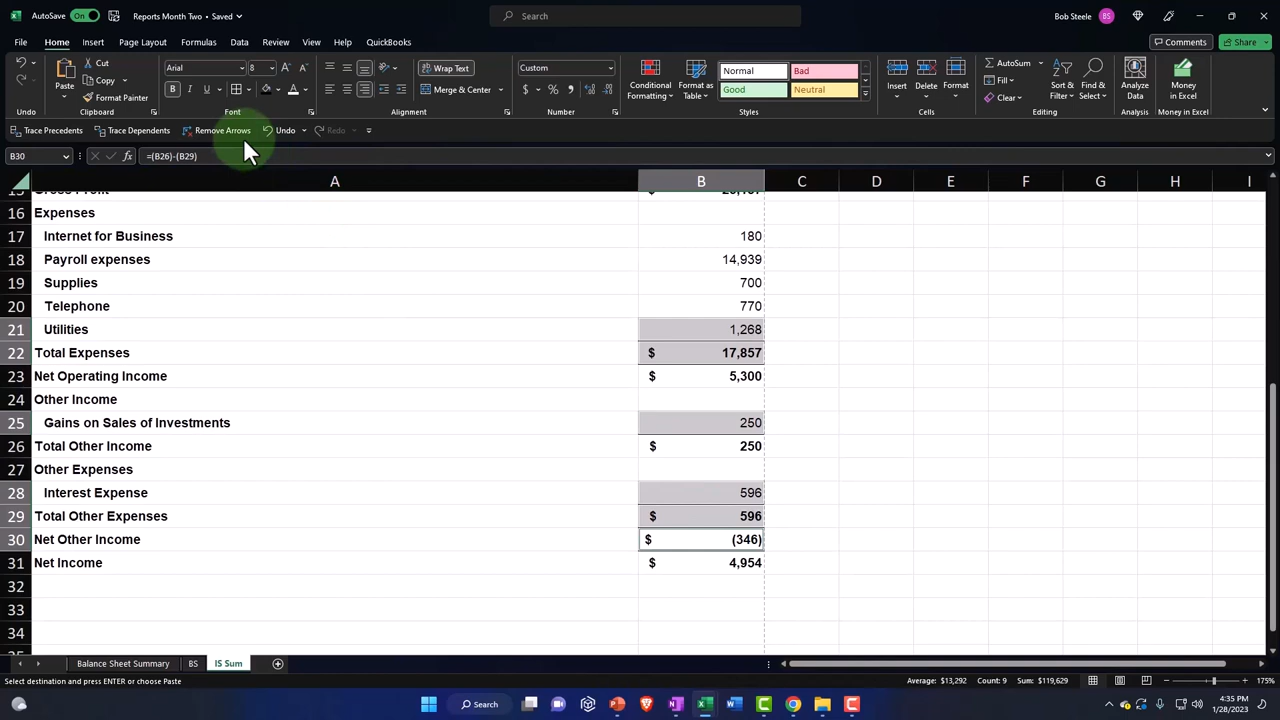 AutoSave On Reports Month Two • Saved Search Bob Steele BS
File Home Insert Page Layout Formulas Data Review View Help QuickBooks Comments Share
Paste Cut Copy Format Painter Arial 8 Wrap Text Merge & Center Custom Conditional Formatting Format as Table Normal Bad Good Neutral Insert Delete Format AutoSum Fill Clear Sort & Filter Find & Select Analyze Data Money in Excel
Undo Clipboard Font Alignment Number Styles Cells Editing Analysis Money in Excel
Trace Precedents Trace Dependents Remove Arrows Undo Redo
B30 fx =(B26)-(B29)
A B C D E F G H I
16 Expenses
17 Internet for Business 180
18 Payroll expenses 14,939
19 Supplies 700
20 Telephone 770
21 Utilities 1,268
22 Total Expenses $ 17,857
23 Net Operating Income $ 5,300
24 Other Income
25 Gains on Sales of Investments 250
26 Total Other Income $ 250
27 Other Expenses
28 Interest Expense 596
29 Total Other Expenses $ 596
30 Net Other Income $ (346)
31 Net Income $ 4,954
32
33
34
Balance Sheet Summary BS IS Sum
Select destination and press ENTER or choose Paste Average: $13,292 Count: 9 Sum: $119,629 175%
Search 4:35 PM
1/28/2023